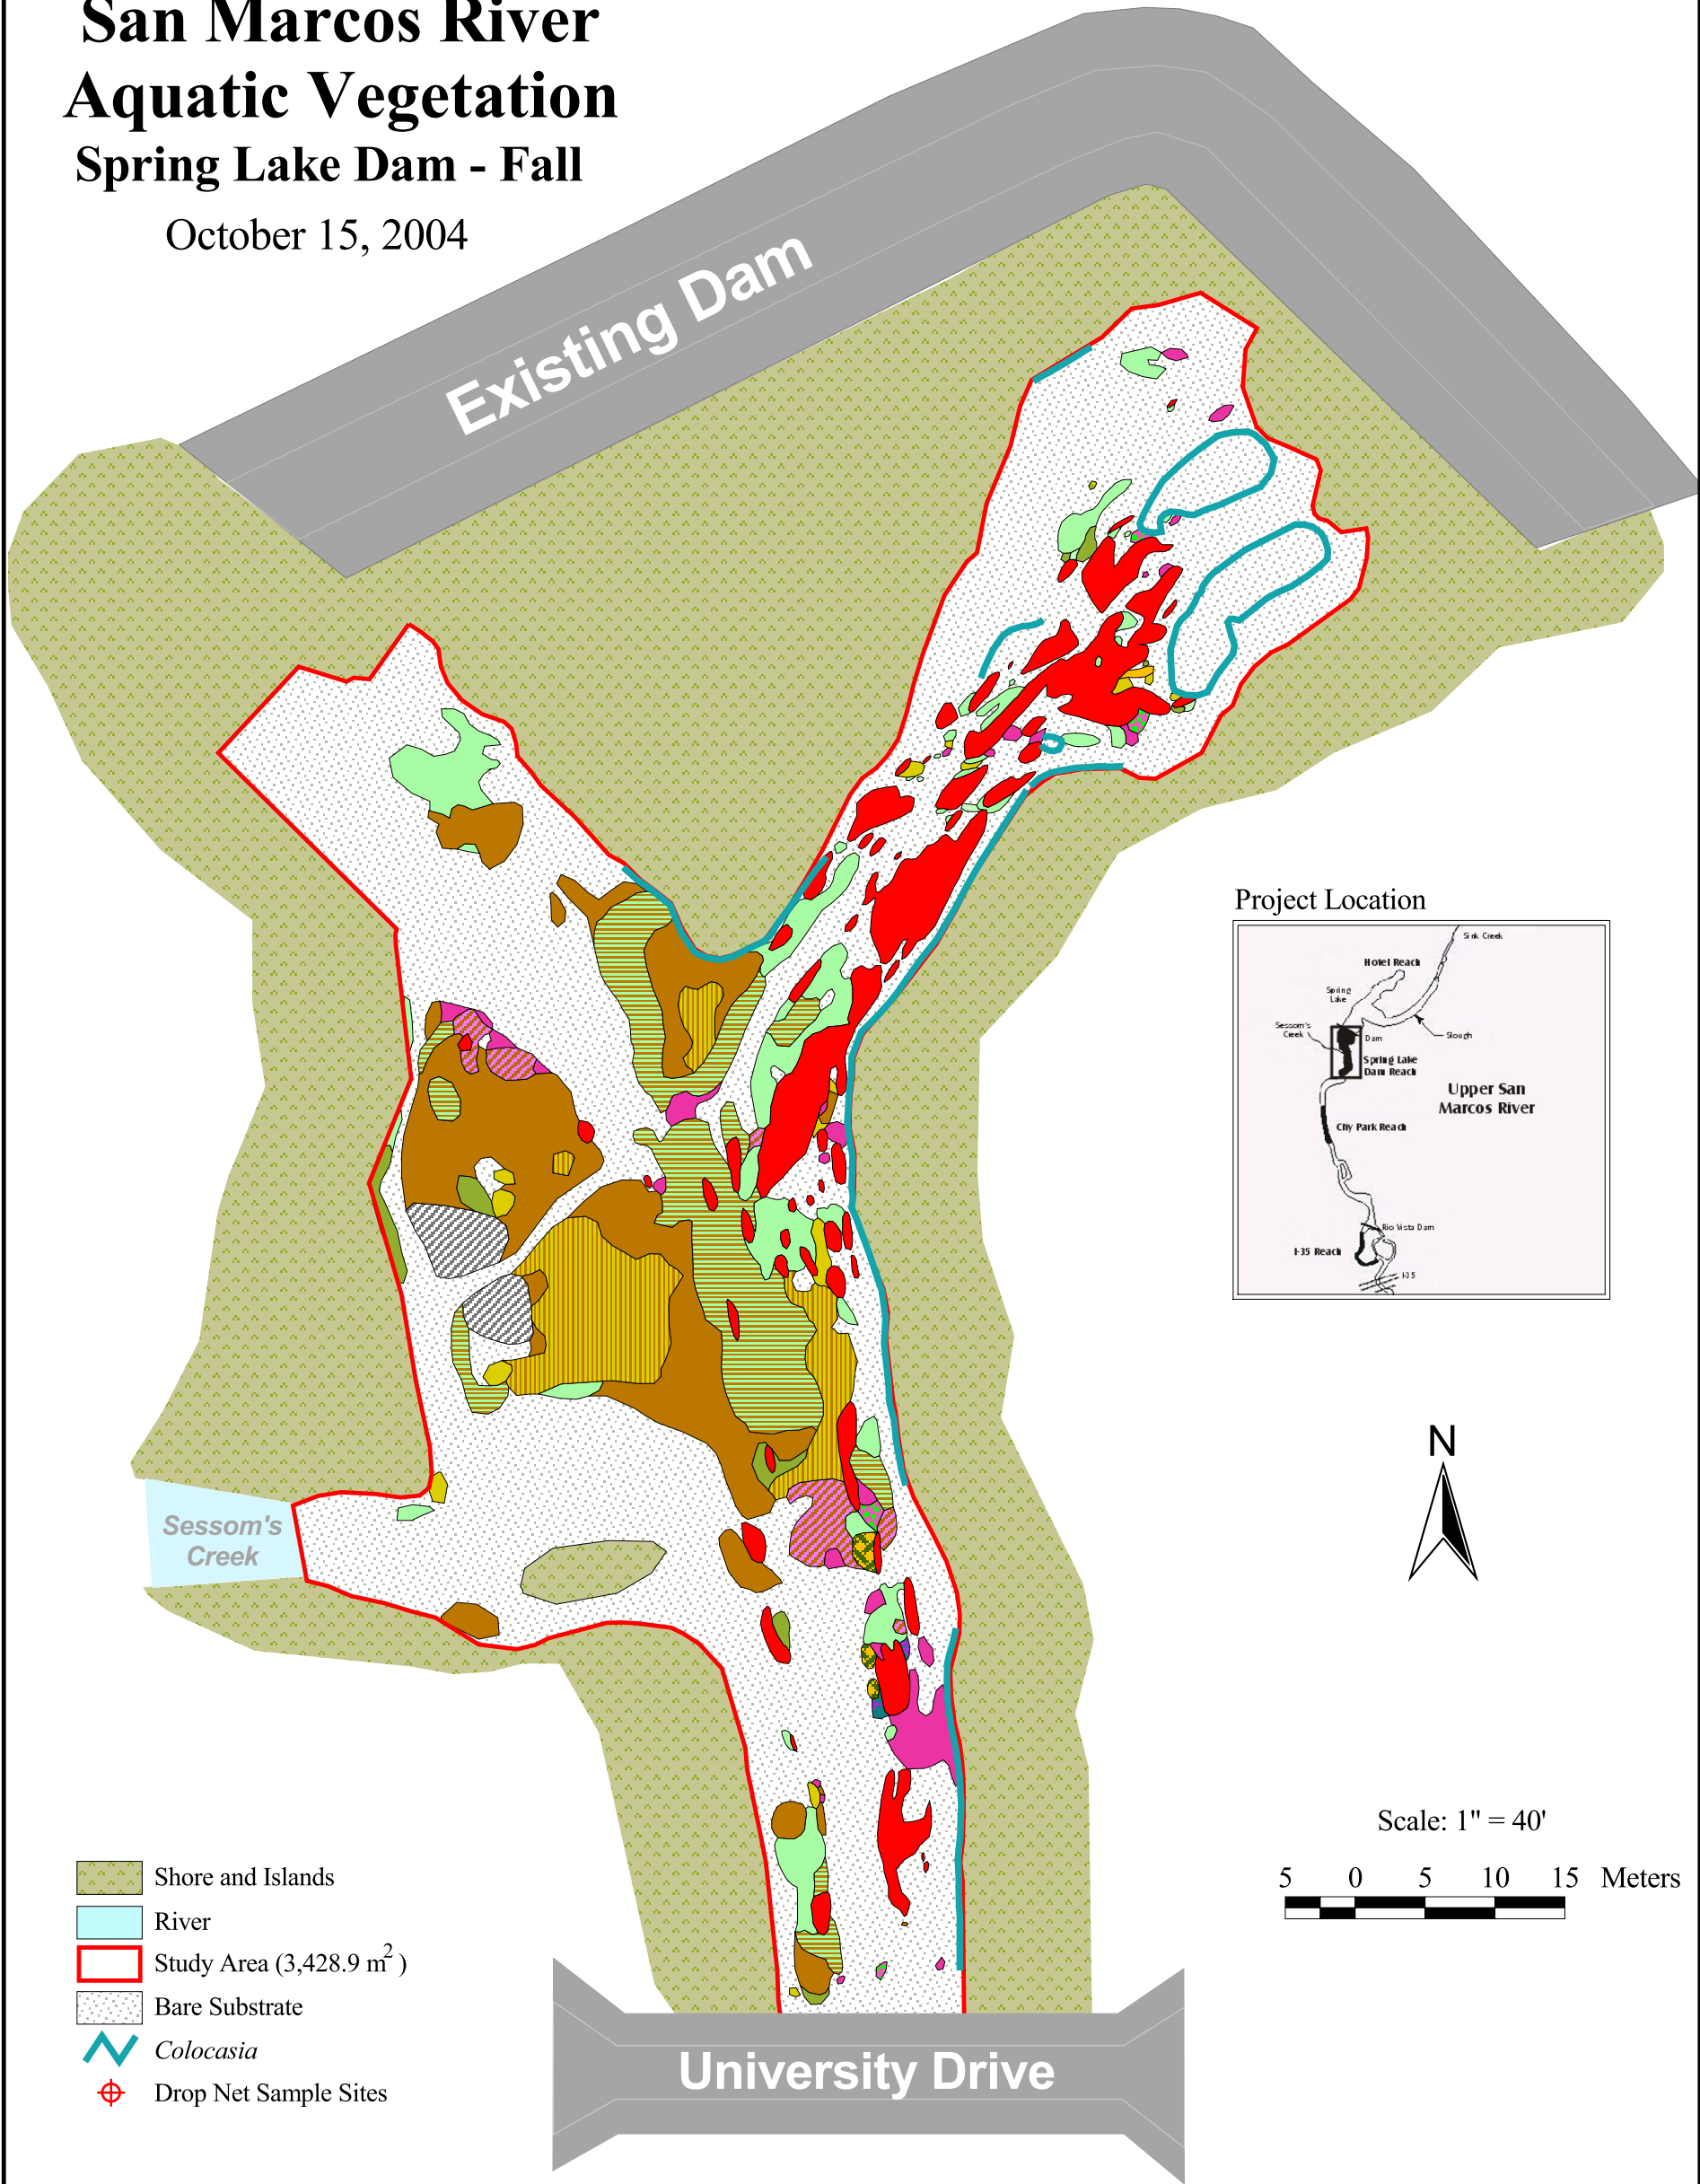 San Marcos River
Aquatic Vegetation
Spring Lake Dam - Fall
October 15, 2004
Existing Dam
Project Location
Sink Creek
Hotel Reach
Spring
Lake
Sessom's
Creek
Dam
Slough
Spring Lake
Dam Reach
Upper San
Marcos River
City Park Reach
Rio Vista Dam
I-35 Reach
I-35
N
Sessom's
Creek
Scale: 1" = 40'
5 0 5 10 15 Meters
Shore and Islands
River
Study Area (3,428.9 m2)
Bare Substrate
Colocasia
Drop Net Sample Sites
University Drive